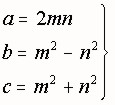 a = 2mn
b = m² − n²
c = m² + n²